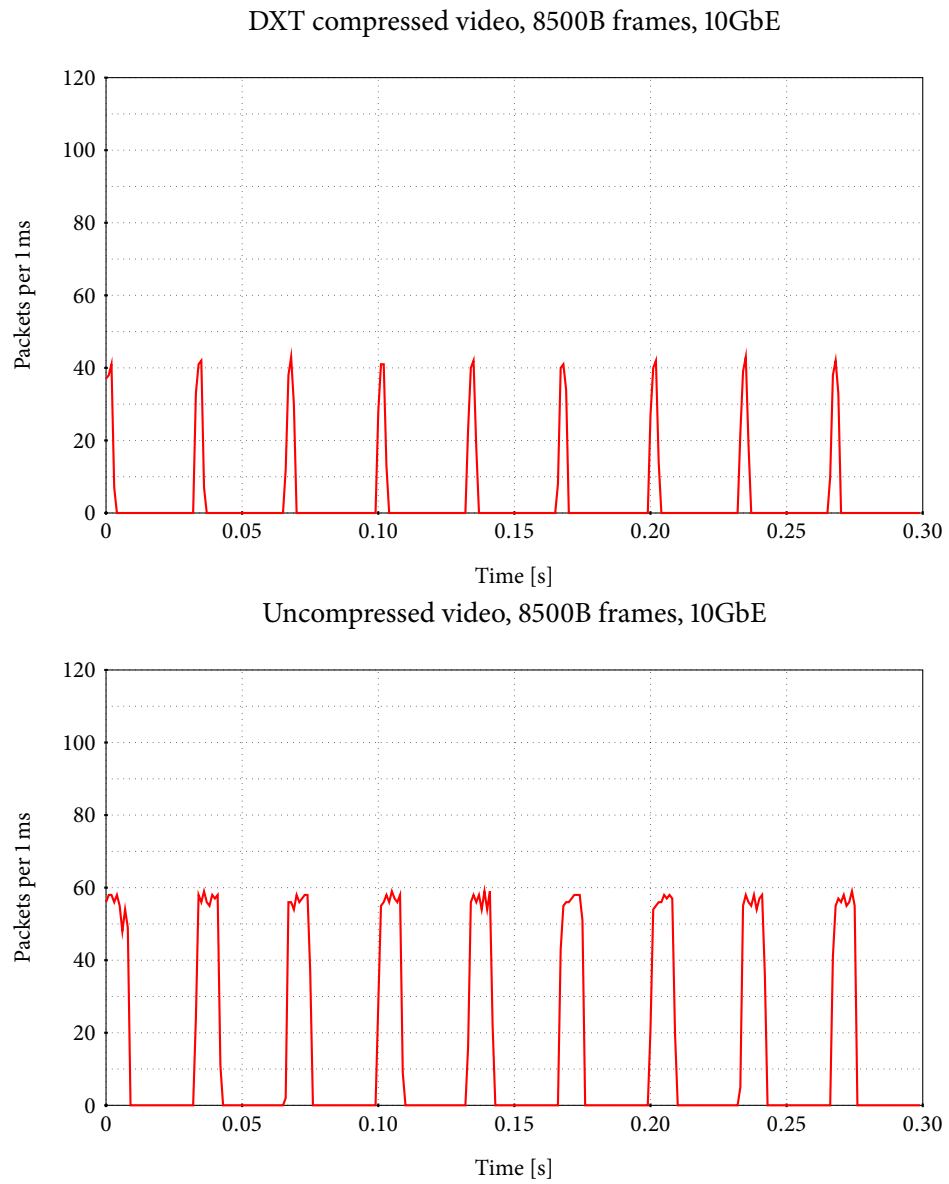 DXT compressed video, 8500B frames, 10GbE
120
100
80
60
40
20
0
Packets per 1 ms
0 0.05 0.10 0.15 0.20 0.25 0.30
Time [s]
Uncompressed video, 8500B frames, 10GbE
120
100
80
60
40
20
0
Packets per 1 ms
0 0.05 0.10 0.15 0.20 0.25 0.30
Time [s]